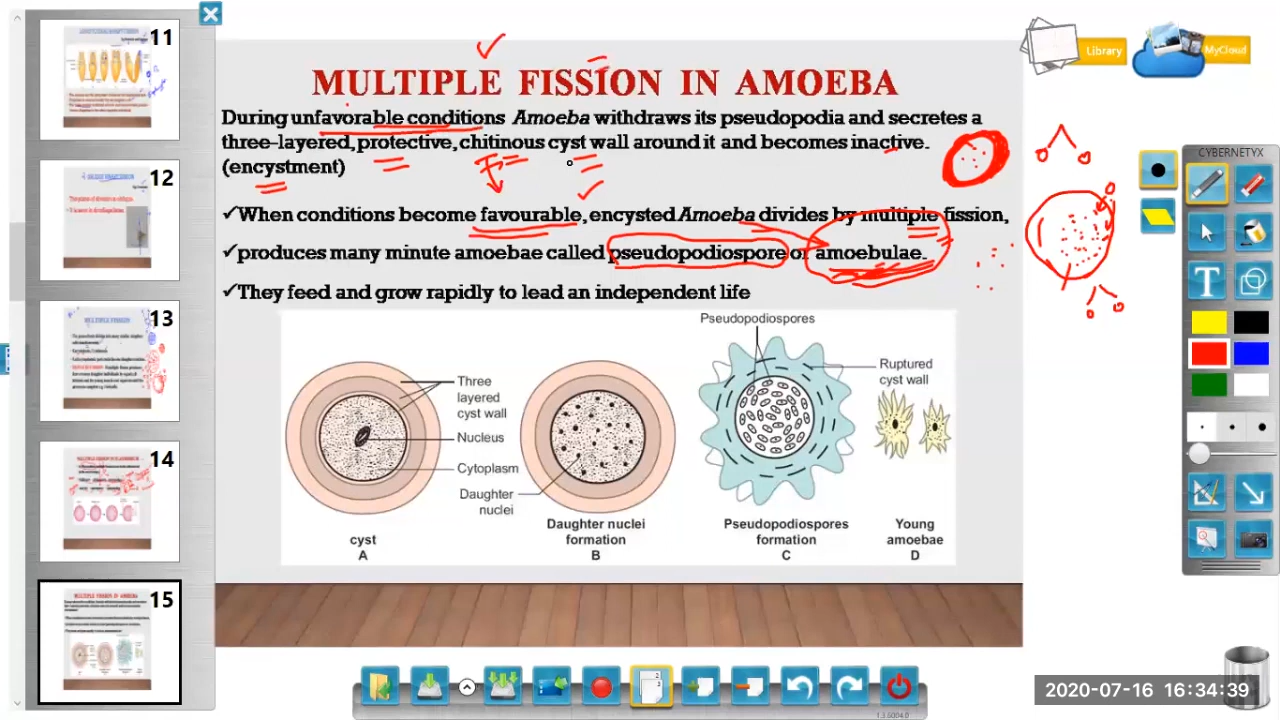 11
12
13
14
15
MULTIPLE FISSION IN AMOEBA
During unfavorable conditions Amoeba withdraws its pseudopodia and secretes a
three-layered, protective, chitinous cyst wall around it and becomes inactive.
(encystment)
✓When conditions become favourable, encysted Amoeba divides by multiple fission,
✓produces many minute amoebae called pseudopodiospore or amoebulae.
✓They feed and grow rapidly to lead an independent life
Pseudopodiospores
Three
layered
cyst wall
Nucleus
Cytoplasm
Daughter
nuclei
Ruptured
cyst wall
cyst
A
Daughter nuclei
formation
B
Pseudopodiospores
formation
C
Young
amoebae
D
Library
MyCloud
CYBERNETYX
T
1.3.5004.0
2020-07-16 16:34:39